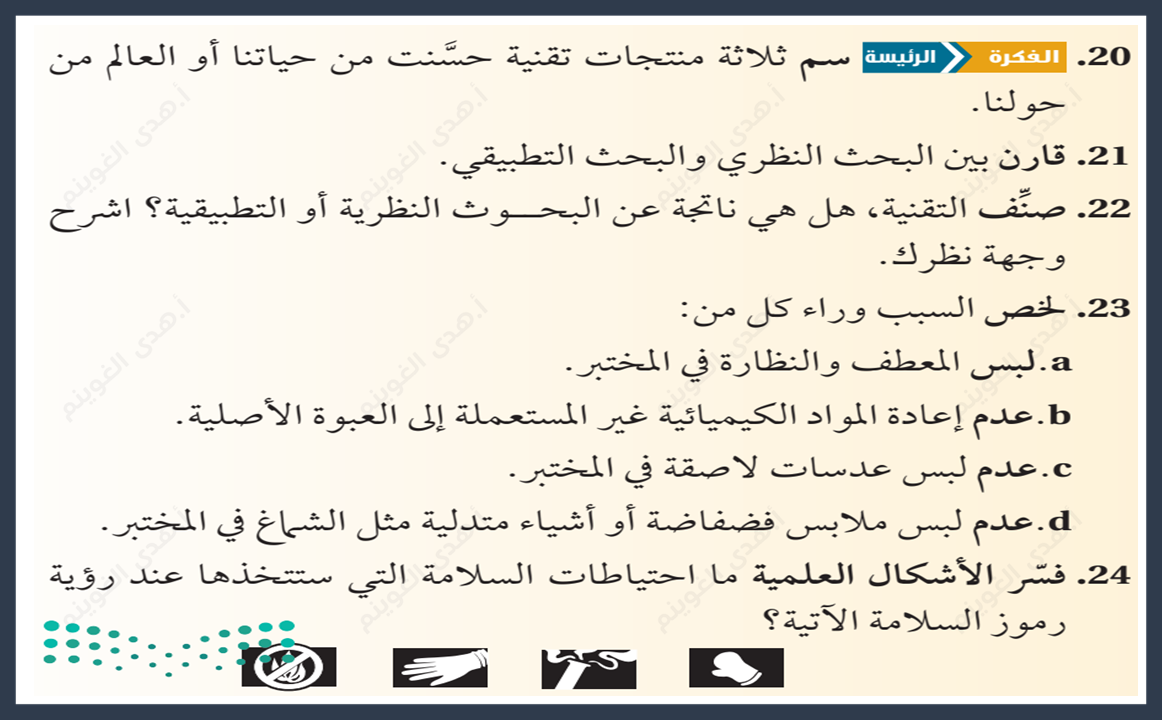 20. الفكرة الرئيسة سم ثلاثة منتجات تقنية حسَّنت من حياتنا أو العالم من
حولنا.
21. قارن بين البحث النظري والبحث التطبيقي.
22. صنِّف التقنية، هل هي ناتجة عن البحوث النظرية أو التطبيقية؟ اشرح
وجهة نظرك.
23. لخص السبب وراء كل من:
a. لبس المعطف والنظارة في المختبر.
b. عدم إعادة المواد الكيميائية غير المستعملة إلى العبوة الأصلية.
c. عدم لبس عدسات لاصقة في المختبر.
d. عدم لبس ملابس فضفاضة أو أشياء متدلية مثل الشماغ في المختبر.
24. فسّر الأشكال العلمية ما احتياطات السلامة التي ستتخذها عند رؤية
رموز السلامة الآتية؟